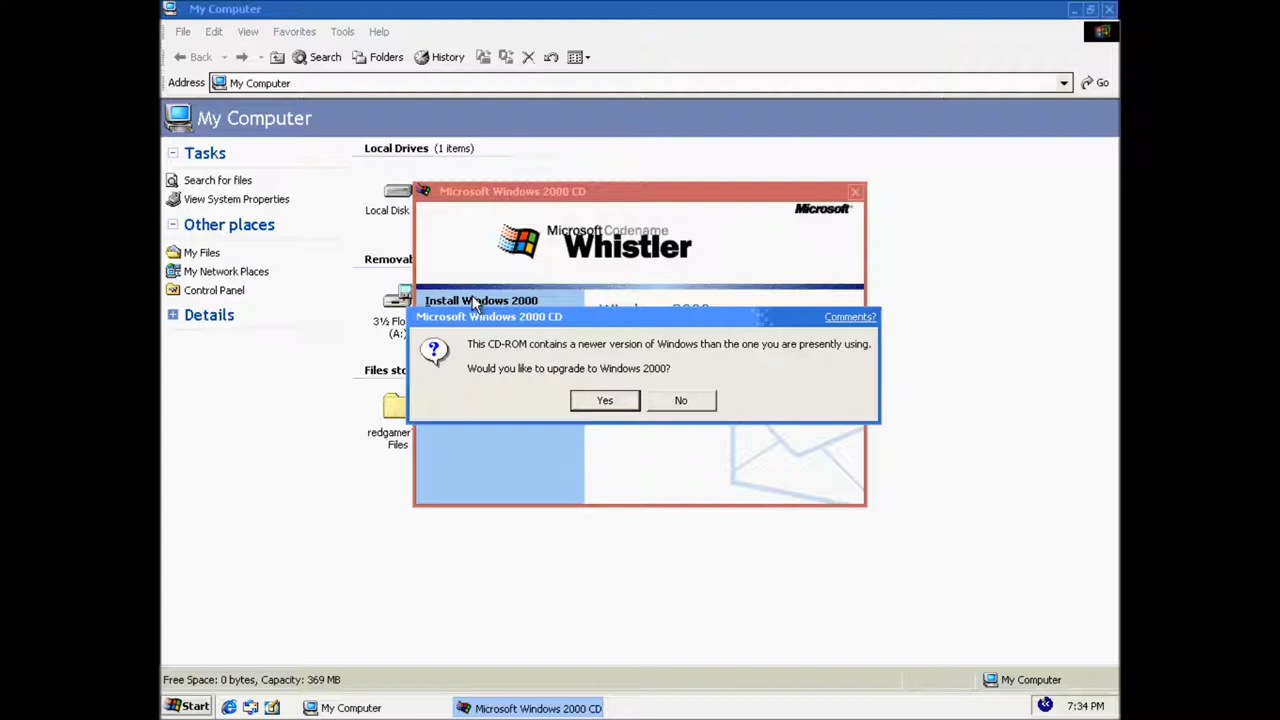 My Computer
File Edit View Favorites Tools Help
Back Search Folders History
Address My Computer Go
My Computer
Tasks
Search for files
View System Properties
Other places
My Files
My Network Places
Control Panel
Details
Local Drives (1 items)
Local Disk
Removab
3½ Flo
(A:)
Files sto
redgamer
Files
Microsoft Windows 2000 CD
Microsoft
Microsoft Codename
Whistler
Install Windows 2000
Microsoft Windows 2000 CD Comments?
This CD-ROM contains a newer version of Windows than the one you are presently using.
Would you like to upgrade to Windows 2000?
Yes No
Free Space: 0 bytes, Capacity: 369 MB My Computer
Start My Computer Microsoft Windows 2000 CD 7:34 PM